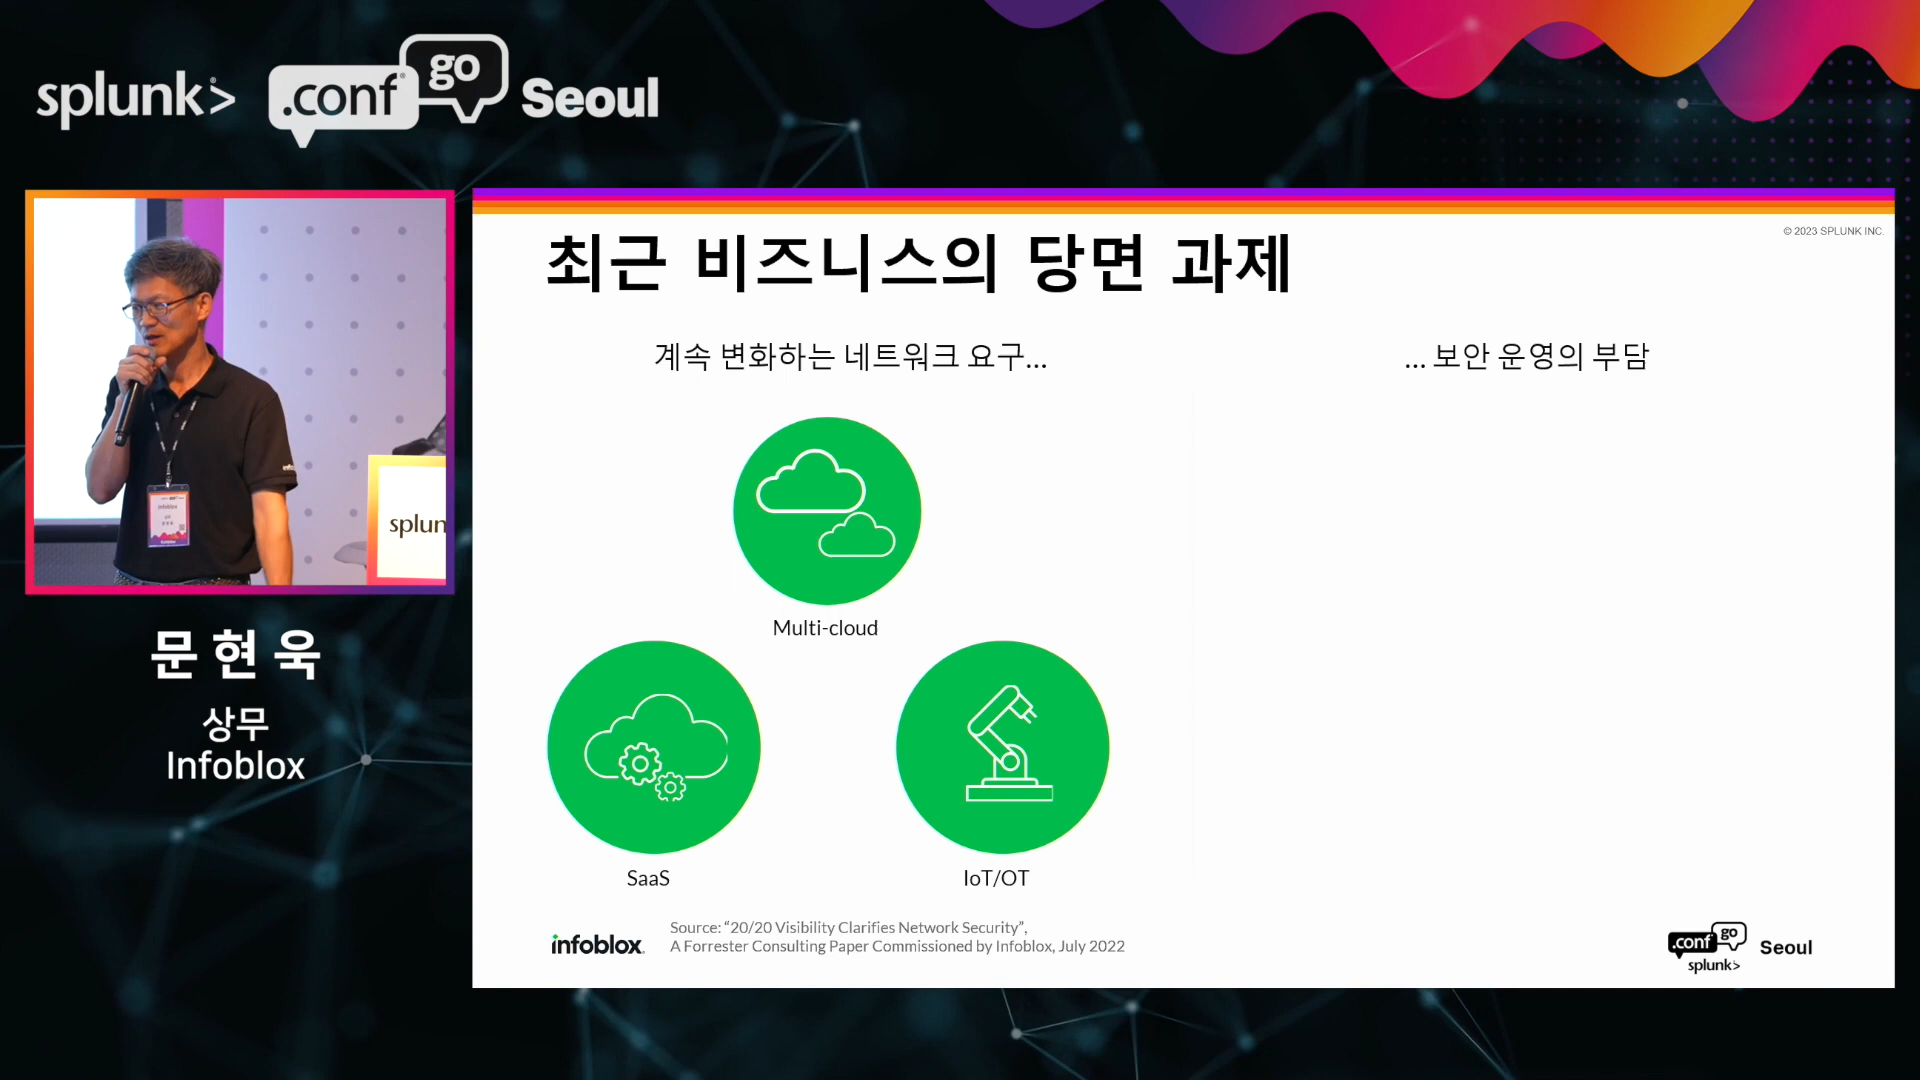 splunk> .conf go Seoul
© 2023 SPLUNK INC.
최근 비즈니스의 당면 과제
계속 변화하는 네트워크 요구...
... 보안 운영의 부담
Multi-cloud
SaaS
IoT/OT
infoblox
Source: “20/20 Visibility Clarifies Network Security”,
A Forrester Consulting Paper Commissioned by Infoblox, July 2022
.conf go Seoul
splunk>
splun
문 현 욱
상무
Infoblox